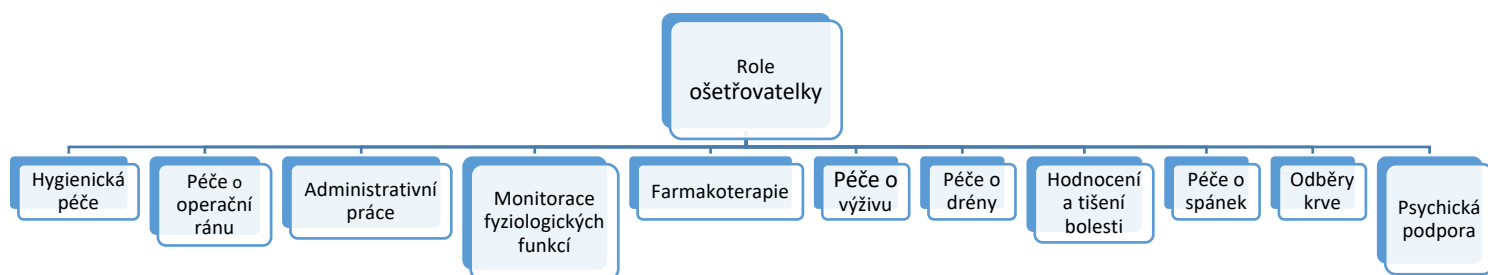 Role
ošetřovatelky
Hygienická
péče
Péče o
operační
ránu
Administrativní
práce
Monitorace
fyziologických
funkcí
Farmakoterapie
Péče o
výživu
Péče o
drény
Hodnocení
a tišení
bolesti
Péče o
spánek
Odběry
krve
Psychická
podpora